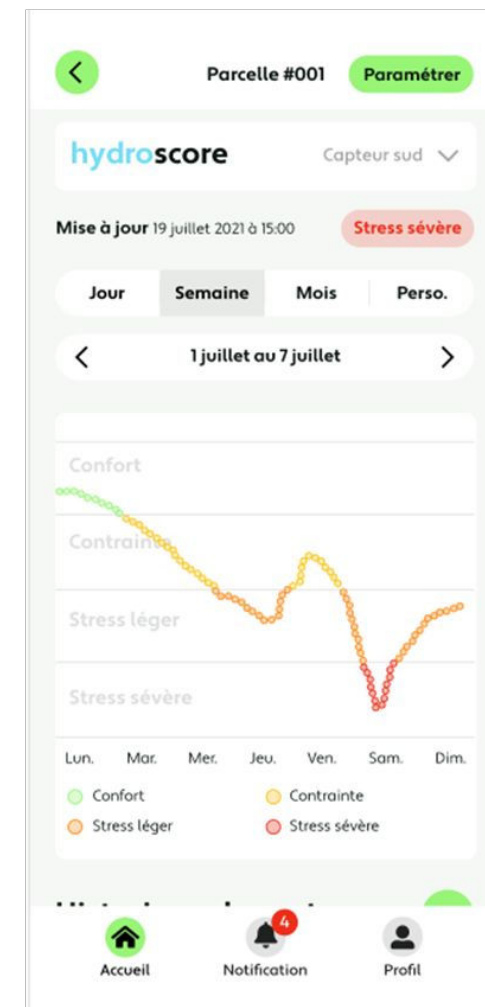 Parcelle #001 Paramétrer
hydroscore Capteur sud
Mise à jour 19 juillet 2021 à 15:00 Stress sévère
Jour Semaine Mois Perso.
1 juillet au 7 juillet
Confort
Contrainte
Stress léger
Stress sévère
Lun. Mar. Mer. Jeu. Ven. Sam. Dim.
Confort Contrainte
Stress léger Stress sévère
4
Accueil Notification Profil